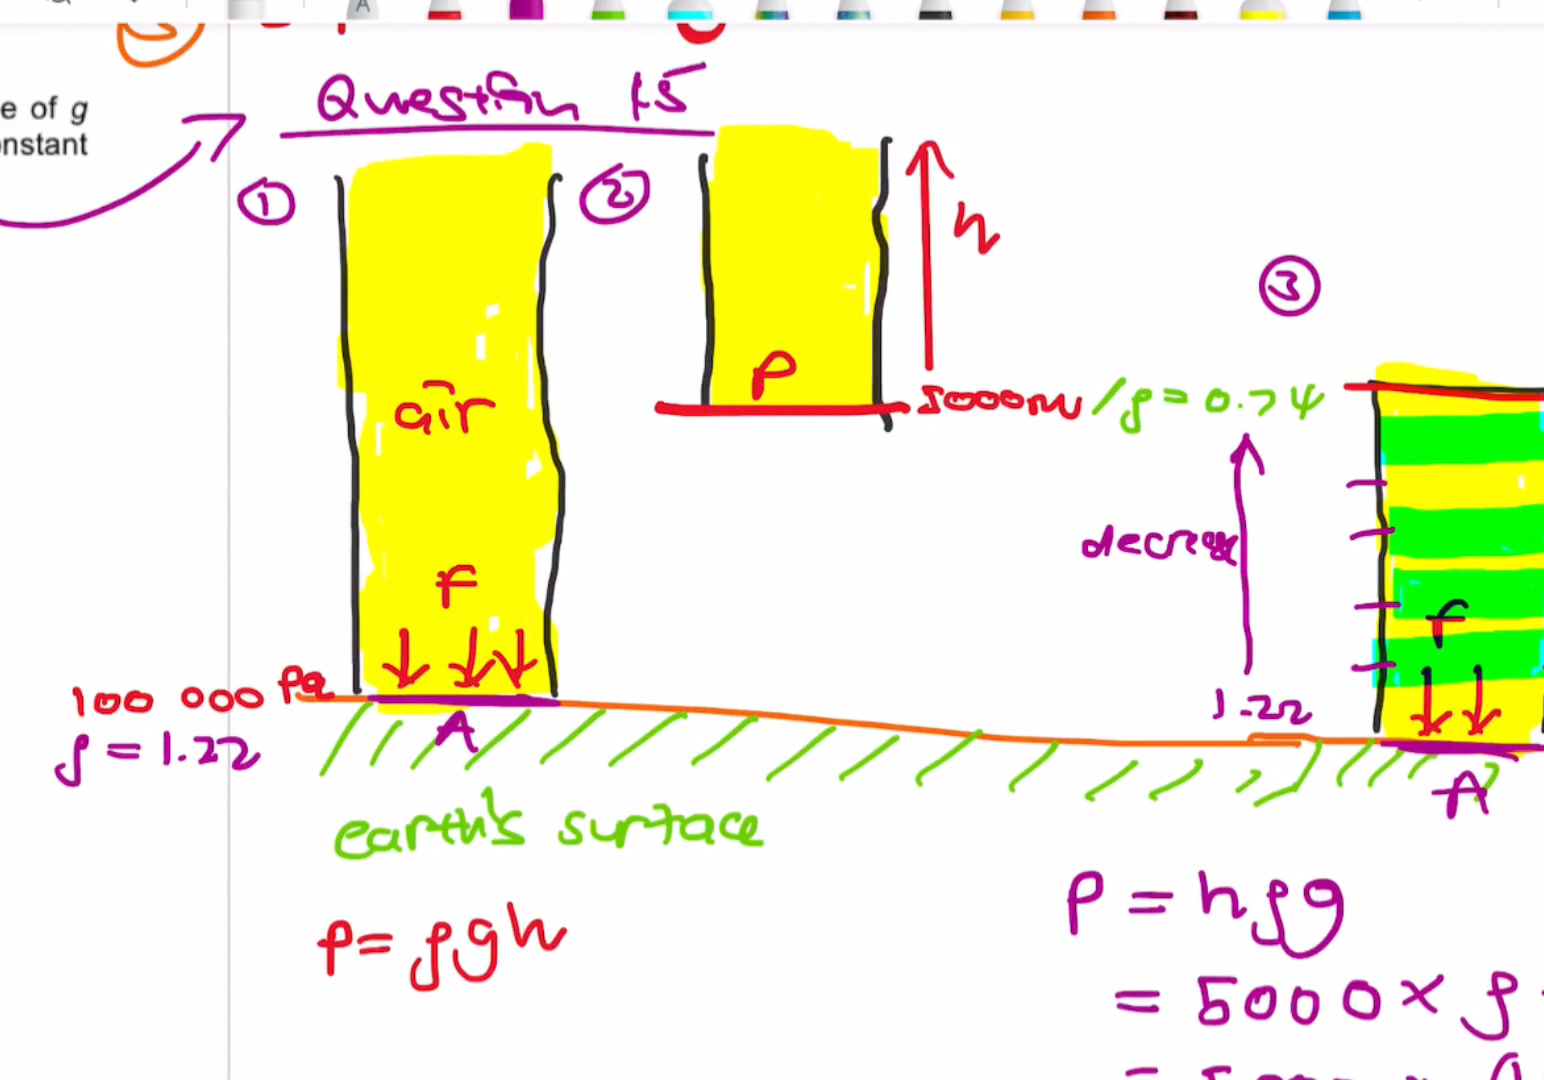 e of g
onstant
Question 15
①
②
h
③
air
P
5000m / ρ = 0.74
decrease
F
F
100 000 Pa
1.22
ρ = 1.22
A
A
earth's surface
P = ρgh
P = hρg
= 5000 × ρ